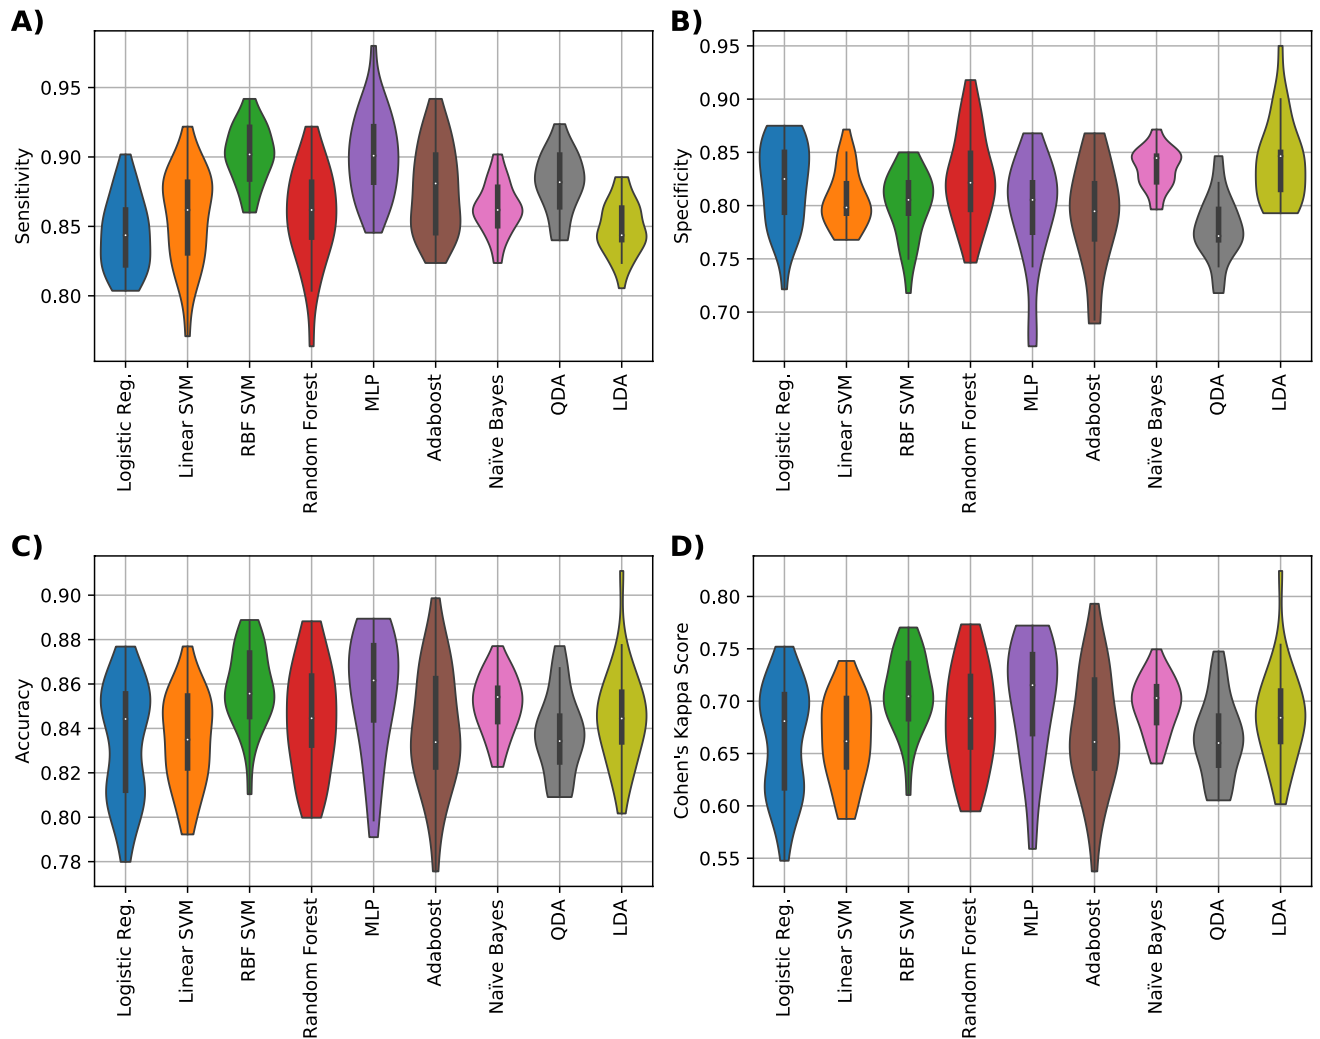 A)
Sensitivity
0.95
0.90
0.85
0.80
Logistic Reg.
Linear SVM
RBF SVM
Random Forest
MLP
Adaboost
Naïve Bayes
QDA
LDA
B)
Specificity
0.95
0.90
0.85
0.80
0.75
0.70
Logistic Reg.
Linear SVM
RBF SVM
Random Forest
MLP
Adaboost
Naïve Bayes
QDA
LDA
C)
Accuracy
0.90
0.88
0.86
0.84
0.82
0.80
0.78
Logistic Reg.
Linear SVM
RBF SVM
Random Forest
MLP
Adaboost
Naïve Bayes
QDA
LDA
D)
Cohen's Kappa Score
0.80
0.75
0.70
0.65
0.60
0.55
Logistic Reg.
Linear SVM
RBF SVM
Random Forest
MLP
Adaboost
Naïve Bayes
QDA
LDA